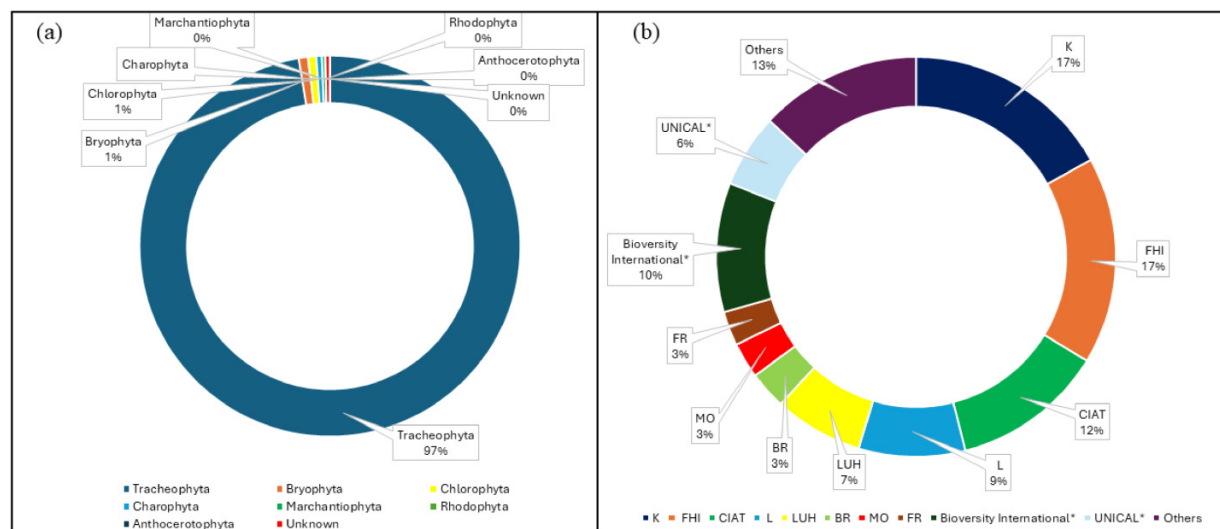 (a)
Marchantiophyta
0%
Rhodophyta
0%
Charophyta
Anthocerotophyta
0%
Chlorophyta
1%
Unknown
0%
Bryophyta
1%
Tracheophyta
97%
Tracheophyta
Bryophyta
Chlorophyta
Charophyta
Marchantiophyta
Rhodophyta
Anthocerotophyta
Unknown
(b)
Others
13%
K
17%
UNICAL*
6%
FHI
17%
Bioversity
International*
10%
FR
3%
CIAT
12%
MO
3%
BR
3%
LUH
7%
L
9%
K FHI CIAT L LUH BR MO FR Bioversity International* UNICAL* Others